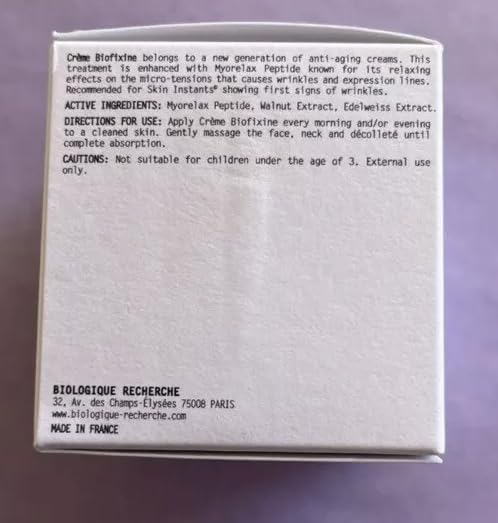 Crème Biofixine belongs to a new generation of anti-aging creams. This
treatment is enhanced with Myorelax Peptide known for its relaxing
effects on the micro-tensions that causes wrinkles and expression lines.
Recommended for Skin Instants® showing first signs of wrinkles.
ACTIVE INGREDIENTS: Myorelax Peptide, Walnut Extract, Edelweiss Extract.
DIRECTIONS FOR USE: Apply Crème Biofixine every morning and/or evening
to a cleaned skin. Gently massage the face, neck and décolleté until
complete absorption.
CAUTIONS: Not suitable for children under the age of 3. External use
only.
BIOLOGIQUE RECHERCHE
32, Av. des Champs-Élysées 75008 PARIS
www.biologique-recherche.com
MADE IN FRANCE